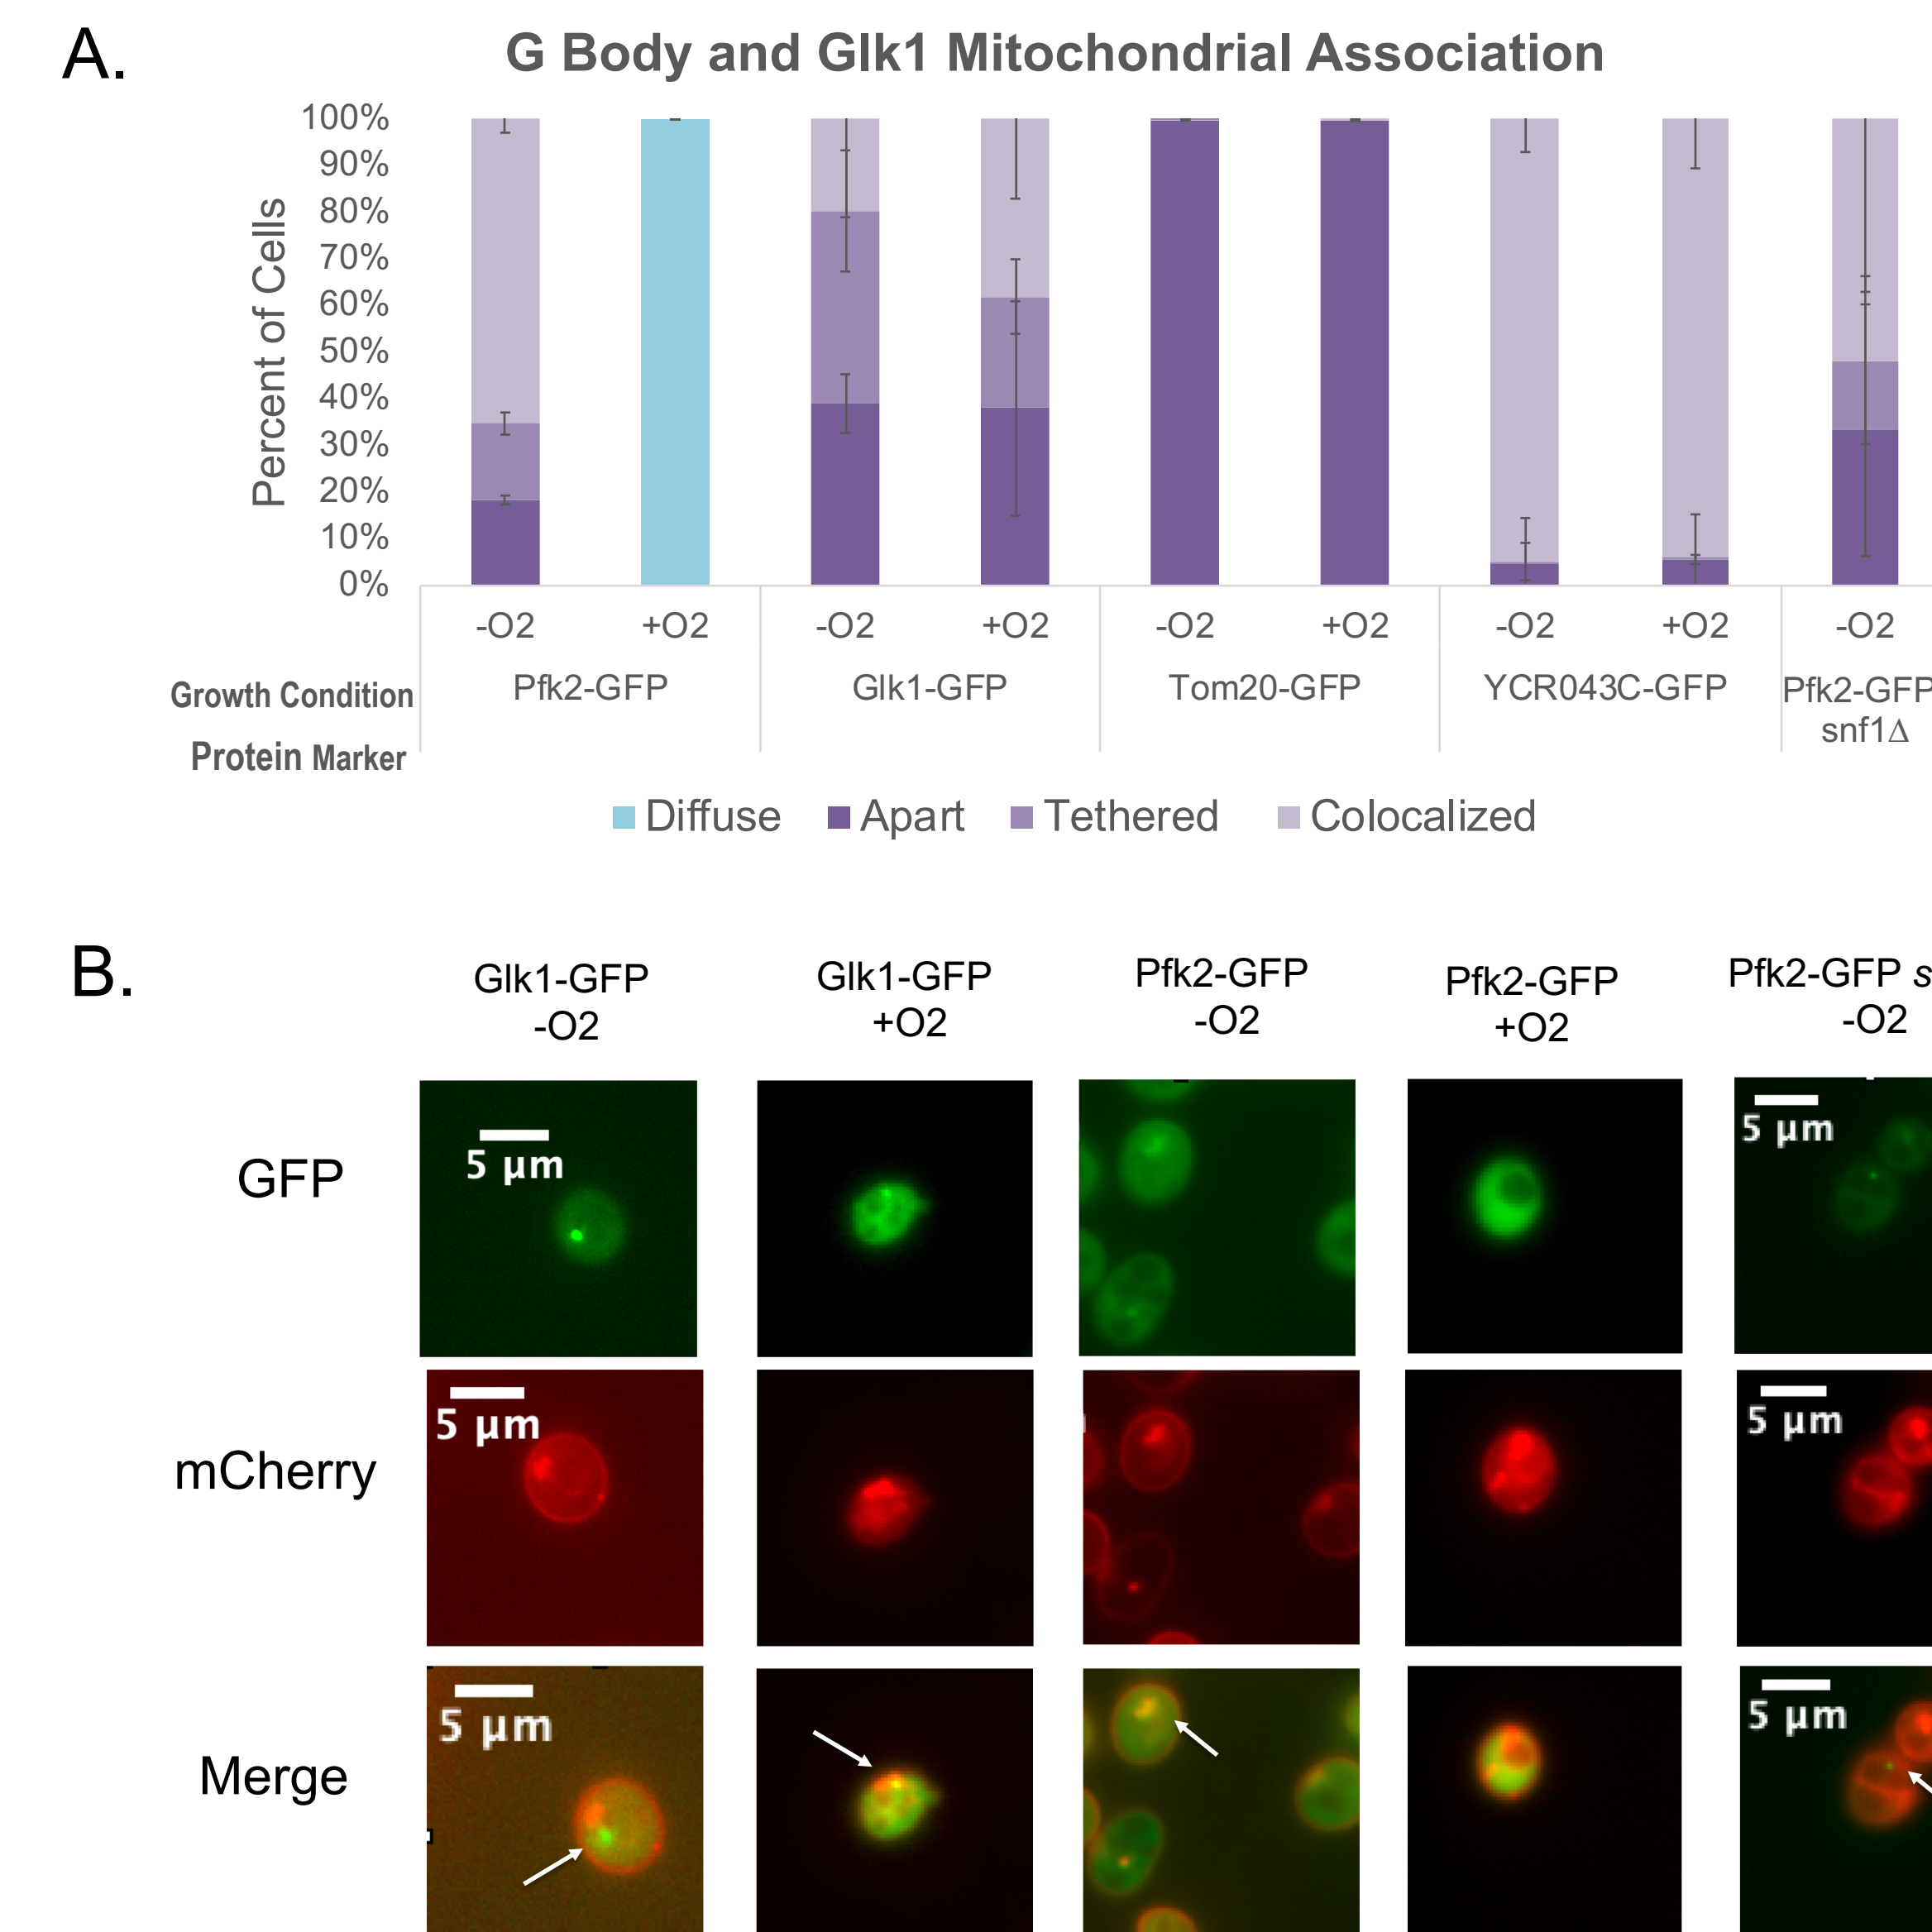 A.
G Body and Glk1 Mitochondrial Association
Percent of Cells
100%
90%
80%
70%
60%
50%
40%
30%
20%
10%
0%
-O2 +O2 -O2 +O2 -O2 +O2 -O2 +O2 -O2
Growth Condition
Pfk2-GFP Glk1-GFP Tom20-GFP YCR043C-GFP Pfk2-GFP
snf1Δ
Protein Marker
Diffuse Apart Tethered Colocalized
B.
Glk1-GFP Glk1-GFP Pfk2-GFP Pfk2-GFP Pfk2-GFP s
-O2 +O2 -O2 +O2 -O2
GFP
5 μm
5 μm
mCherry
5 μm
5 μm
Merge
5 μm
5 μm